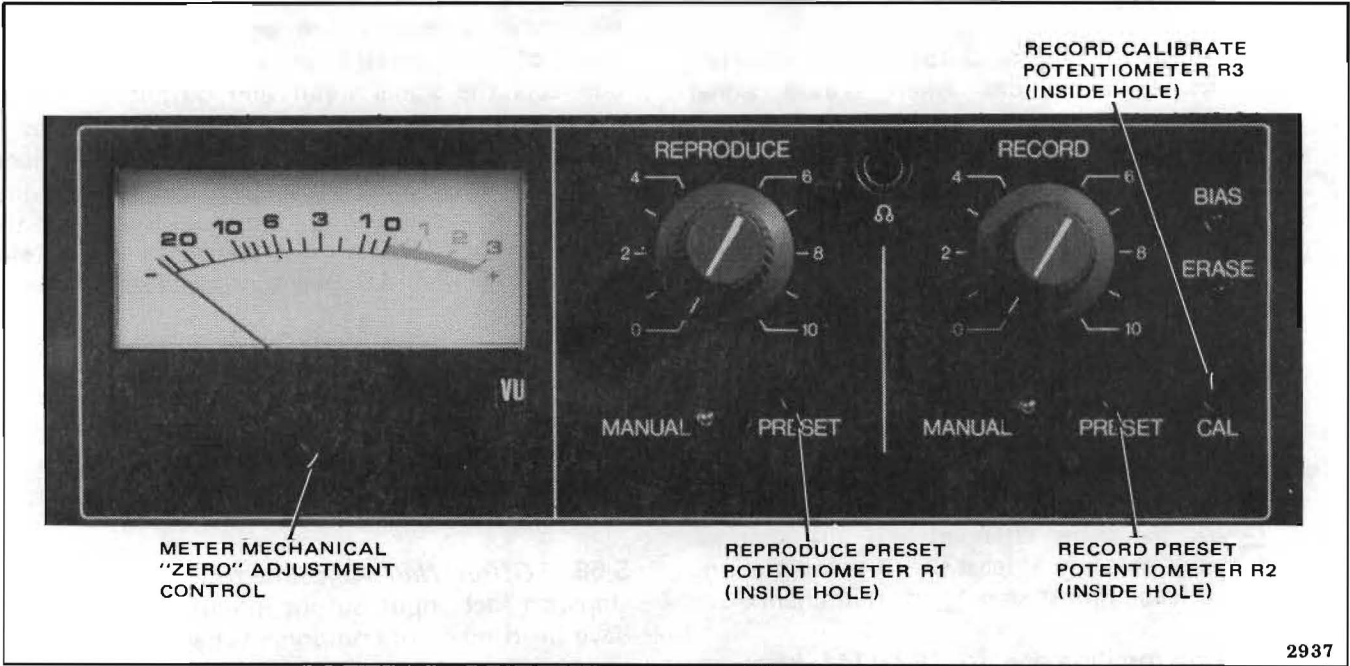 RECORD CALIBRATE
POTENTIOMETER R3
(INSIDE HOLE)
REPRODUCE
RECORD
4
6
4
6
BIAS
20 10 6 3 1 0 1 2 3
- +
2
8
2
8
ERASE
0
10
0
10
VU
MANUAL
PRESET
MANUAL
PRESET
CAL
METER MECHANICAL
"ZERO" ADJUSTMENT
CONTROL
REPRODUCE PRESET
POTENTIOMETER R1
(INSIDE HOLE)
RECORD PRESET
POTENTIOMETER R2
(INSIDE HOLE)
2937